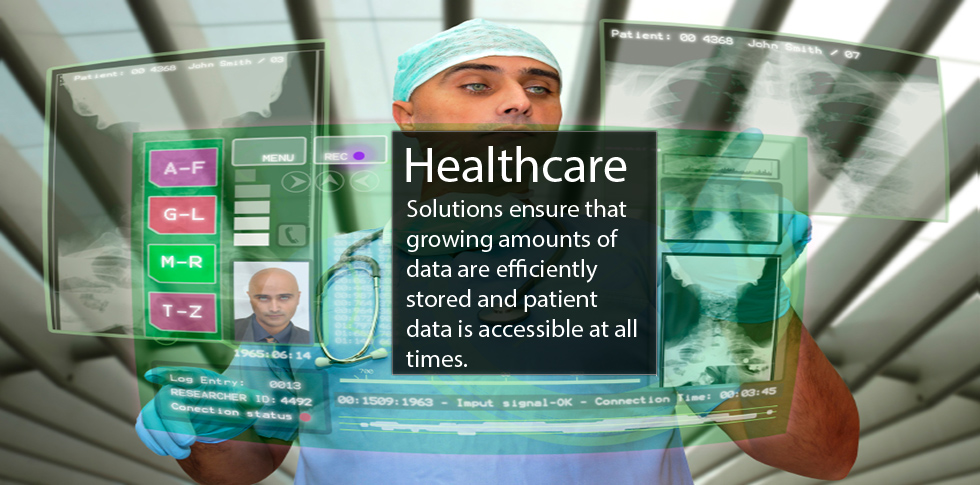 Patient: 00 4368 John Smith / 03
Patient: 00 4368 John Smith / 07
A-F
G-L
M-R
T-Z
MENU
REC
Healthcare
Solutions ensure that
growing amounts of
data are efficiently
stored and patient
data is accessible at all
times.
1965:06:14
Log Entry: 0013
RESEARCHER ID: 4492
Conection status
700
00:1509:1963 - Imput signal-OK - Connection Time: 00:03:45